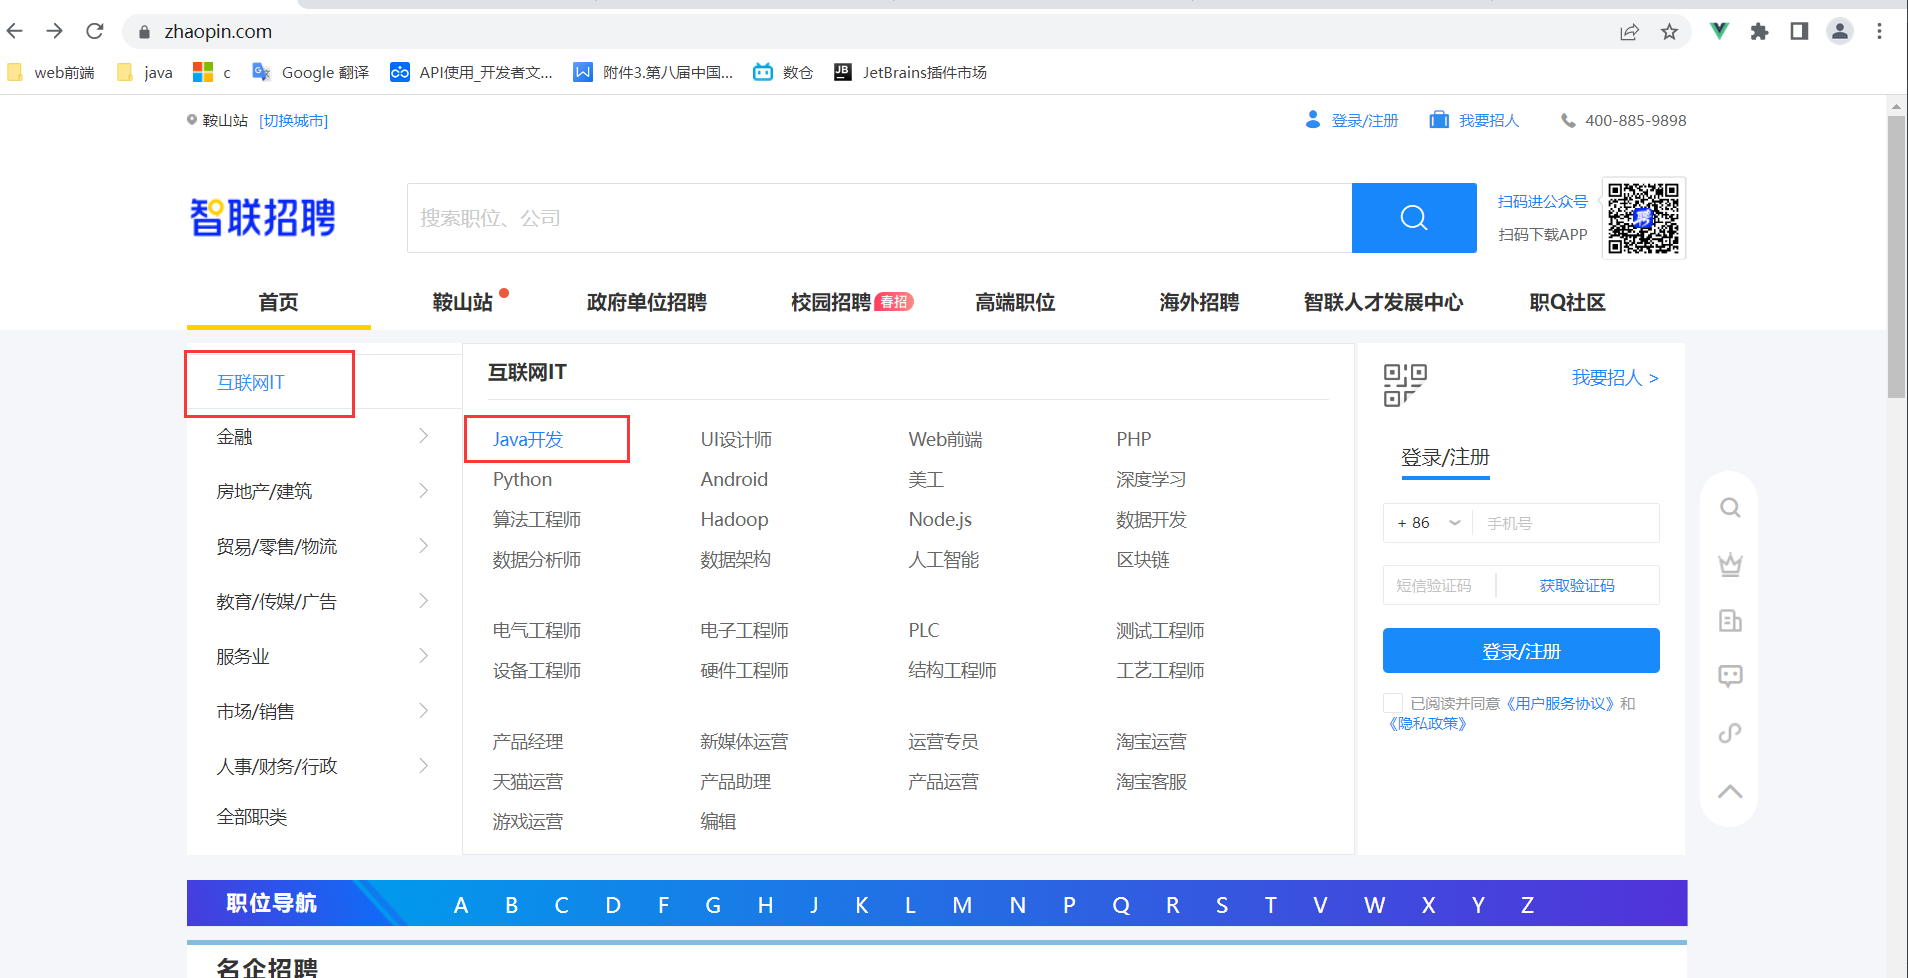 zhaopin.com
web前端 java c Google 翻译 API使用_开发者文... 附件3.第八届中国... 数仓 JetBrains插件市场
鞍山站 [切换城市] 登录/注册 我要招人 400-885-9898
智联招聘 搜索职位、公司 扫码进公众号
扫码下载APP
首页 鞍山站 政府单位招聘 校园招聘 春招 高端职位 海外招聘 智联人才发展中心 职Q社区
互联网IT
金融
房地产/建筑
贸易/零售/物流
教育/传媒/广告
服务业
市场/销售
人事/财务/行政
全部职类
互联网IT
Java开发 UI设计师 Web前端 PHP
Python Android 美工 深度学习
算法工程师 Hadoop Node.js 数据开发
数据分析师 数据架构 人工智能 区块链
电气工程师 电子工程师 PLC 测试工程师
设备工程师 硬件工程师 结构工程师 工艺工程师
产品经理 新媒体运营 运营专员 淘宝运营
天猫运营 产品助理 产品运营 淘宝客服
游戏运营 编辑
我要招人 >
登录/注册
+ 86 手机号
短信验证码 获取验证码
登录/注册
已阅读并同意《用户服务协议》和
《隐私政策》
职位导航 A B C D F G H J K L M N P Q R S T V W X Y Z
名企招聘